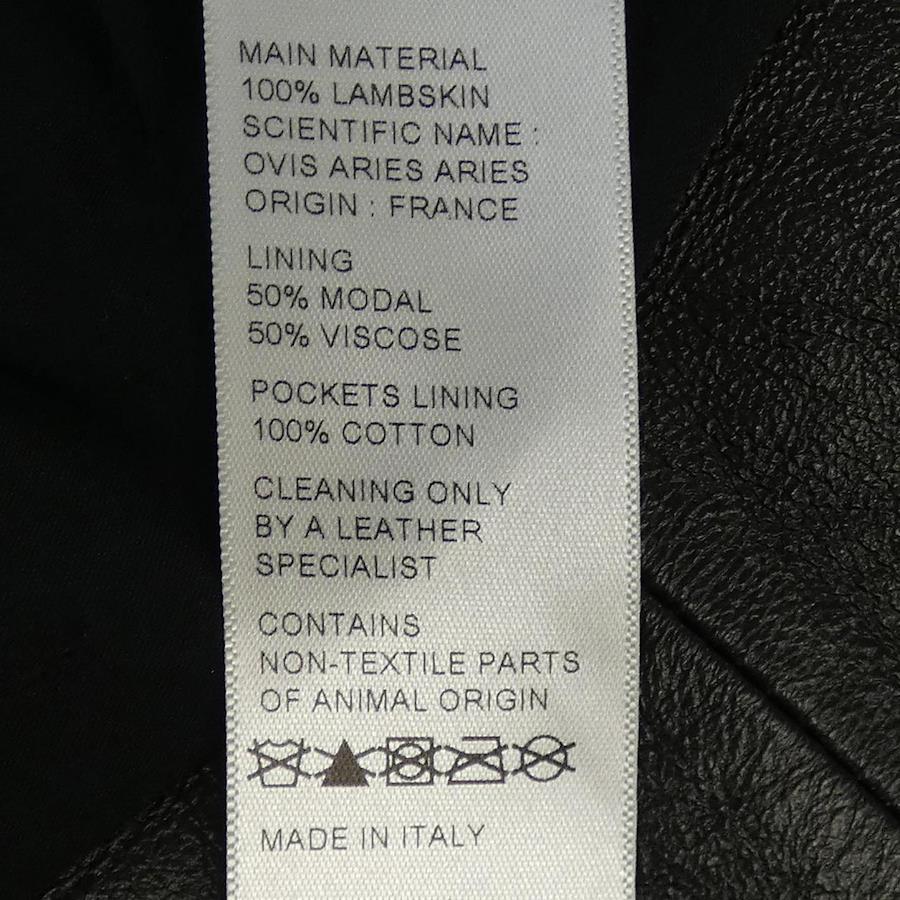 MAIN MATERIAL
100% LAMBSKIN
SCIENTIFIC NAME :
OVIS ARIES ARIES
ORIGIN : FRANCE
LINING
50% MODAL
50% VISCOSE
POCKETS LINING
100% COTTON
CLEANING ONLY
BY A LEATHER
SPECIALIST
CONTAINS
NON-TEXTILE PARTS
OF ANIMAL ORIGIN
MADE IN ITALY